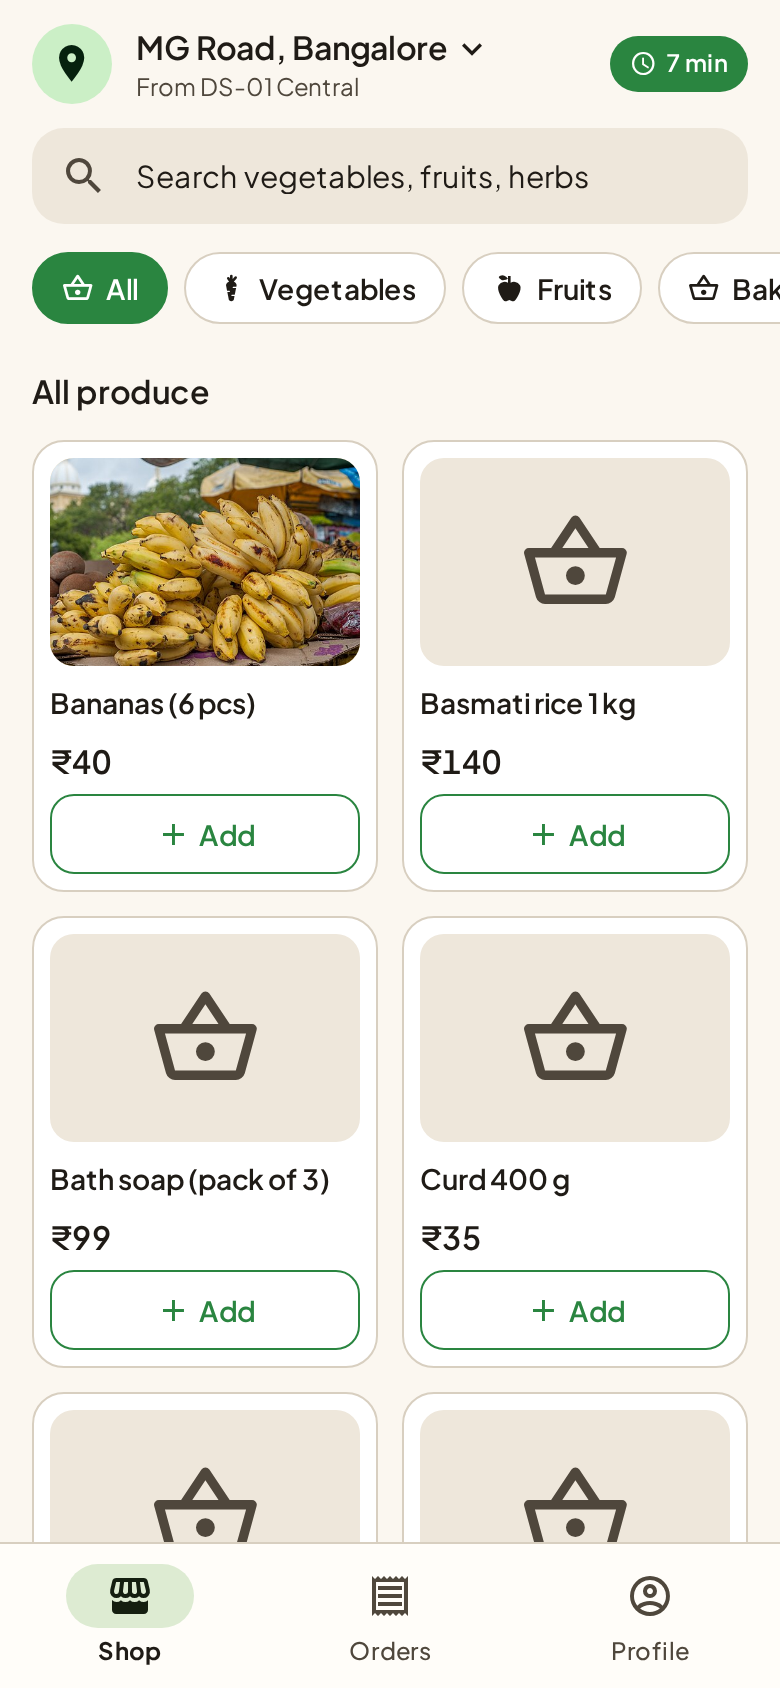 MG Road, Bangalore
From DS-01 Central
7 min
Search vegetables, fruits, herbs
All
Vegetables
Fruits
Bak
All produce
Bananas (6 pcs)
Basmati rice 1 kg
₹40
₹140
+ Add
+ Add
Bath soap (pack of 3)
Curd 400 g
₹99
₹35
+ Add
+ Add
Shop
Orders
Profile